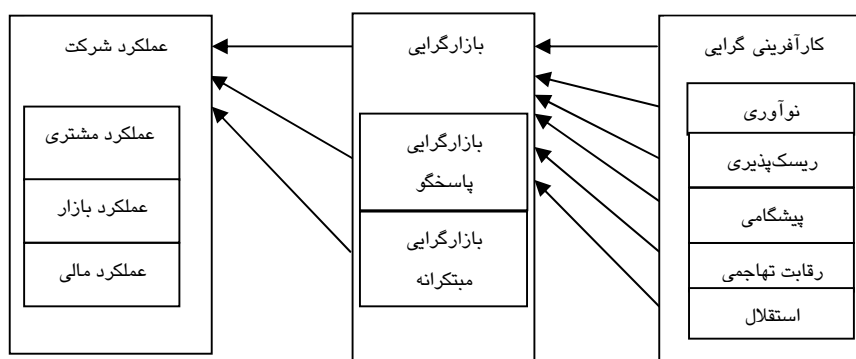 کارآفرینی گرایی
نوآوری
ریسک‌پذیری
پیشگامی
رقابت تهاجمی
استقلال
بازارگرایی
بازارگرایی
پاسخگو
بازارگرایی
مبتکرانه
عملکرد شرکت
عملکرد مشتری
عملکرد بازار
عملکرد مالی